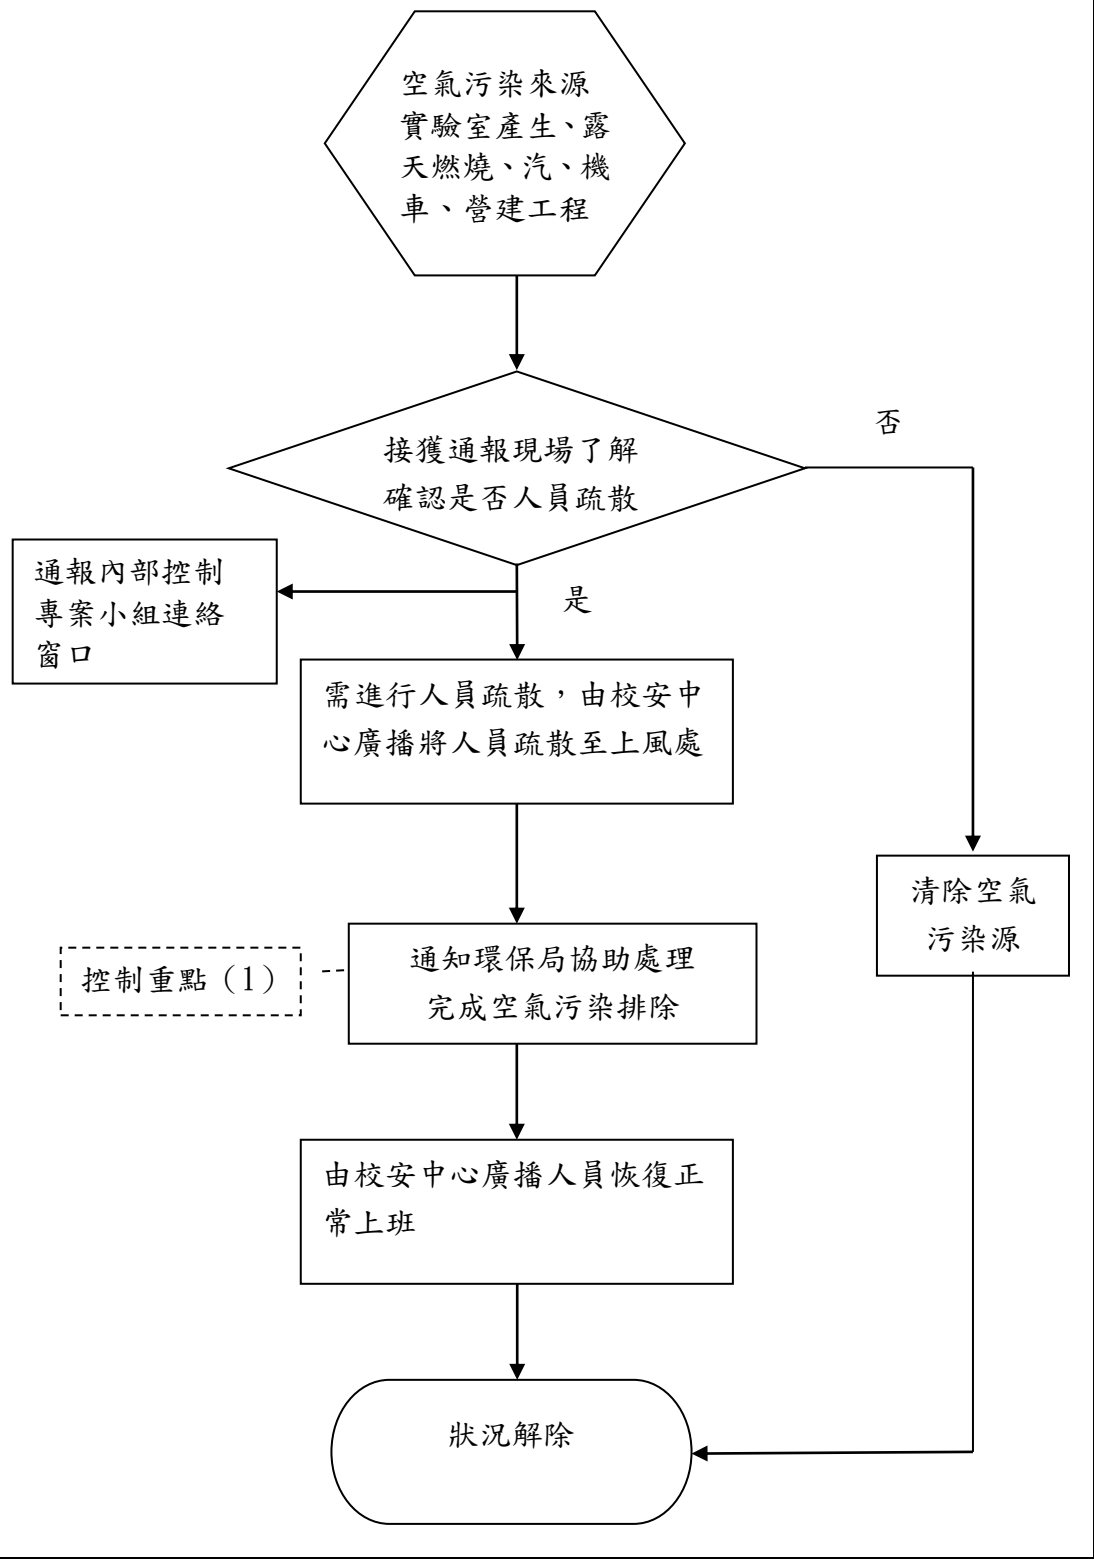 空氣污染來源
實驗室產生、露
天燃燒、汽、機
車、營建工程
接獲通報現場了解
確認是否人員疏散
否
是
通報內部控制
專案小組連絡
窗口
需進行人員疏散，由校安中
心廣播將人員疏散至上風處
清除空氣
污染源
通知環保局協助處理
完成空氣污染排除
控制重點（1）
由校安中心廣播人員恢復正
常上班
狀況解除